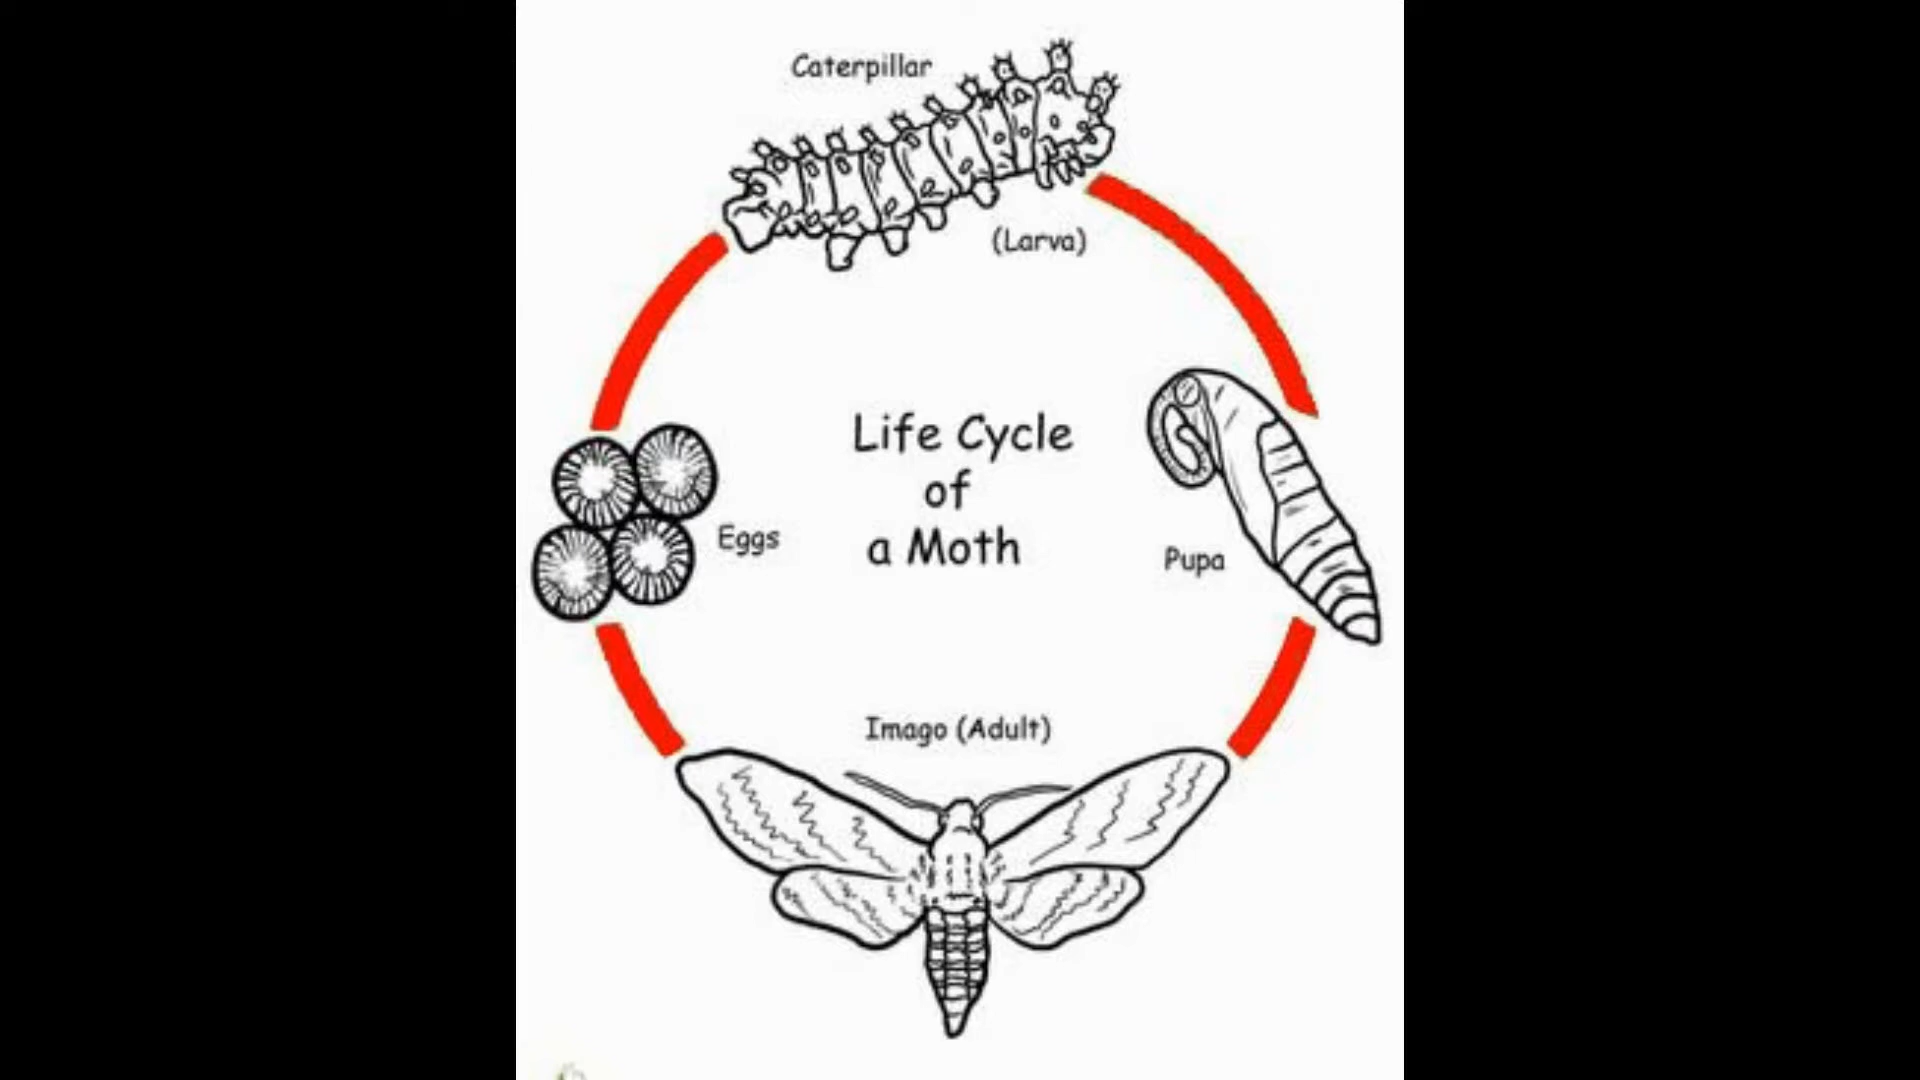 Caterpillar
(Larva)
Life Cycle
of
a Moth
Eggs
Pupa
Imago (Adult)